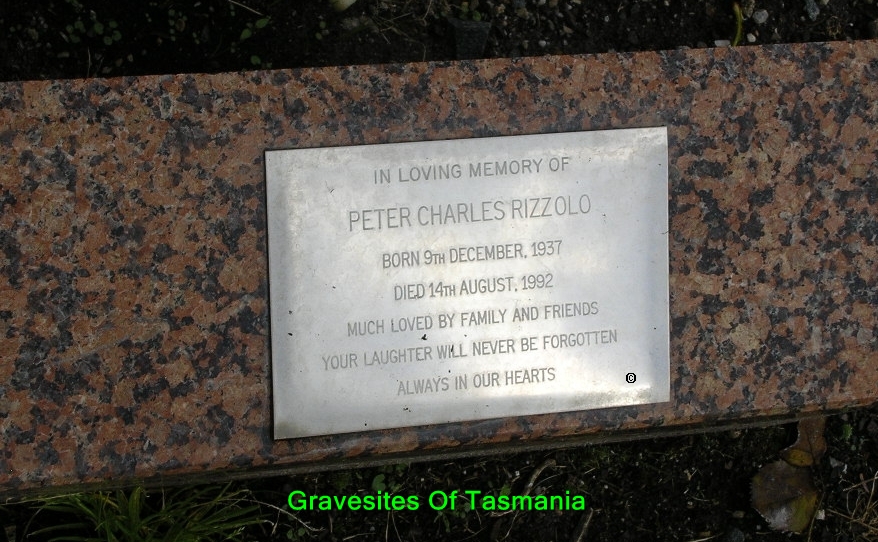 IN LOVING MEMORY OF
PETER CHARLES RIZZOLO
BORN 9TH DECEMBER, 1937
DIED 14TH AUGUST, 1992
MUCH LOVED BY FAMILY AND FRIENDS
YOUR LAUGHTER WILL NEVER BE FORGOTTEN
ALWAYS IN OUR HEARTS
©
Gravesites Of Tasmania